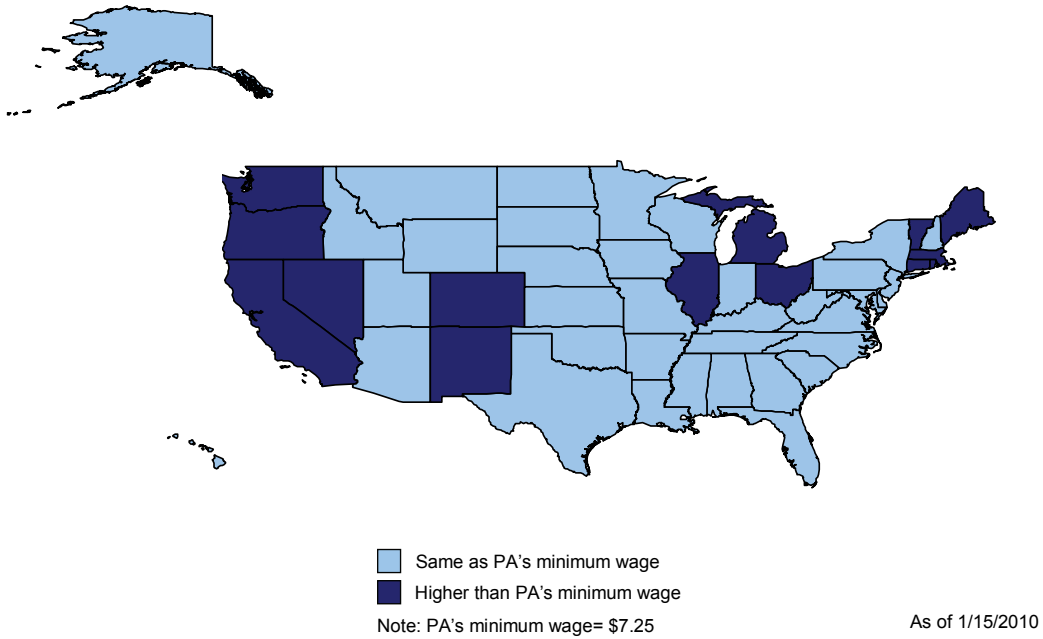 Same as PA’s minimum wage
Higher than PA’s minimum wage
Note: PA’s minimum wage= $7.25
As of 1/15/2010